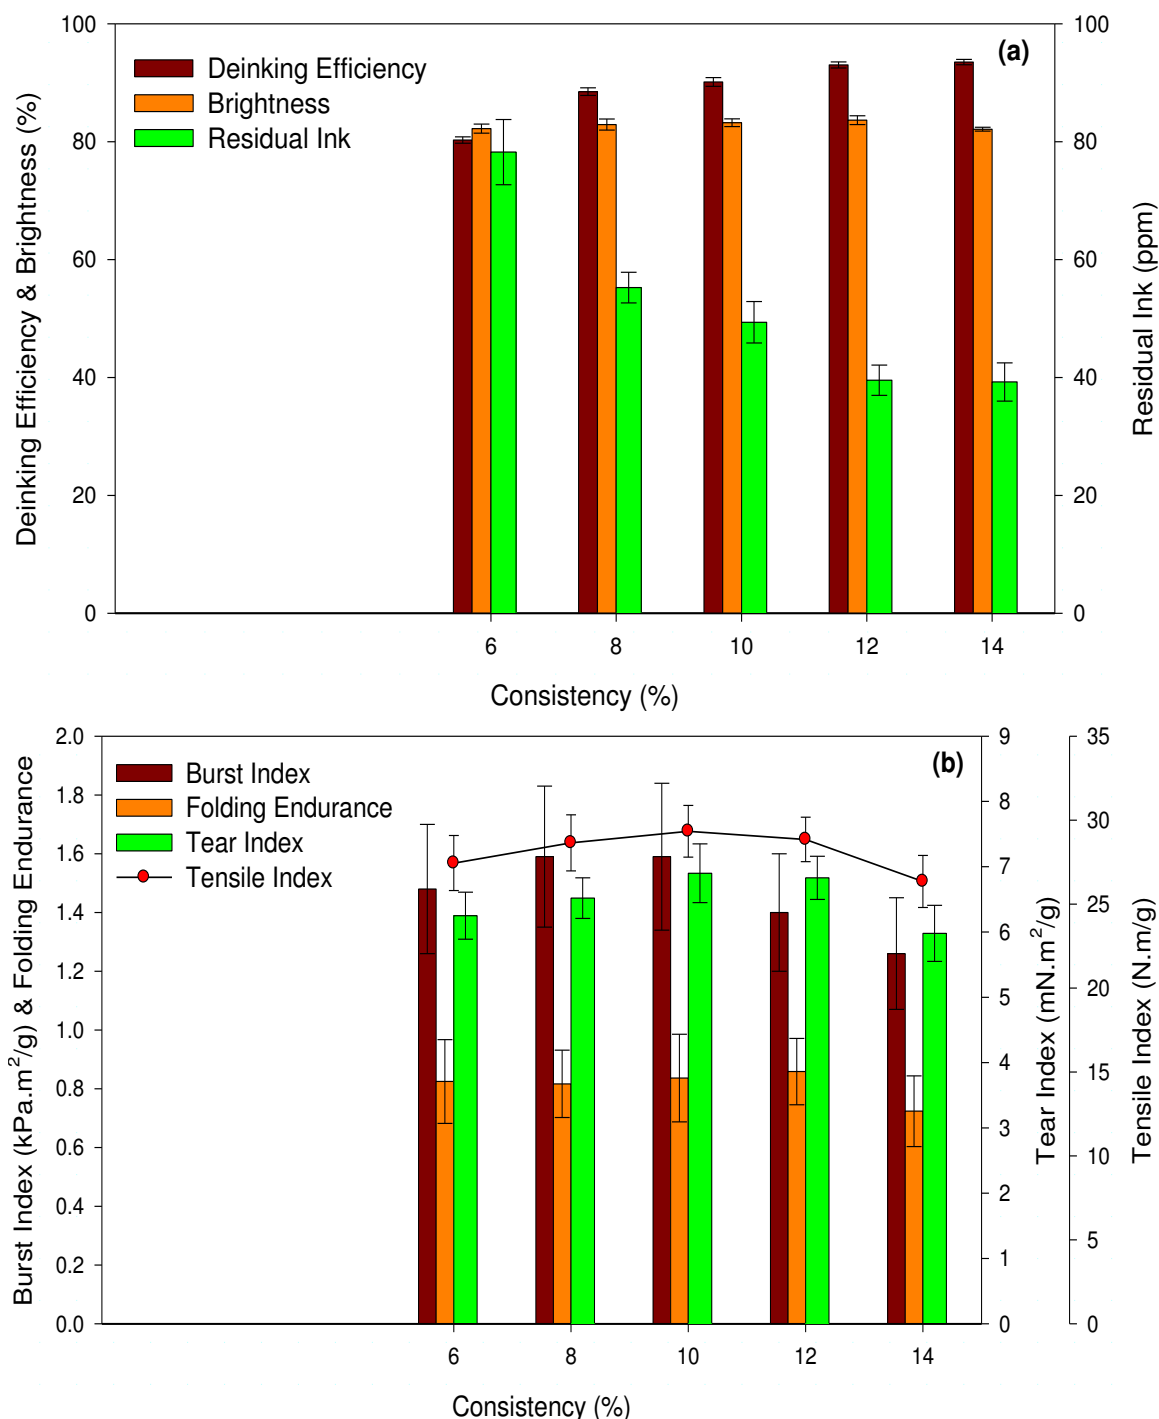 100
80
60
40
20
0
Deinking Efficiency & Brightness (%)
Deinking Efficiency
Brightness
Residual Ink
(a)
100
80
60
40
20
0
Residual Ink (ppm)
6 8 10 12 14
Consistency (%)
2.0
1.8
1.6
1.4
1.2
1.0
0.8
0.6
0.4
0.2
0.0
Burst Index (kPa.m²/g) & Folding Endurance
Burst Index
Folding Endurance
Tear Index
Tensile Index
(b)
9
8
7
6
5
4
3
2
1
0
Tear Index (mN.m²/g)
35
30
25
20
15
10
5
0
Tensile Index (N.m/g)
6 8 10 12 14
Consistency (%)